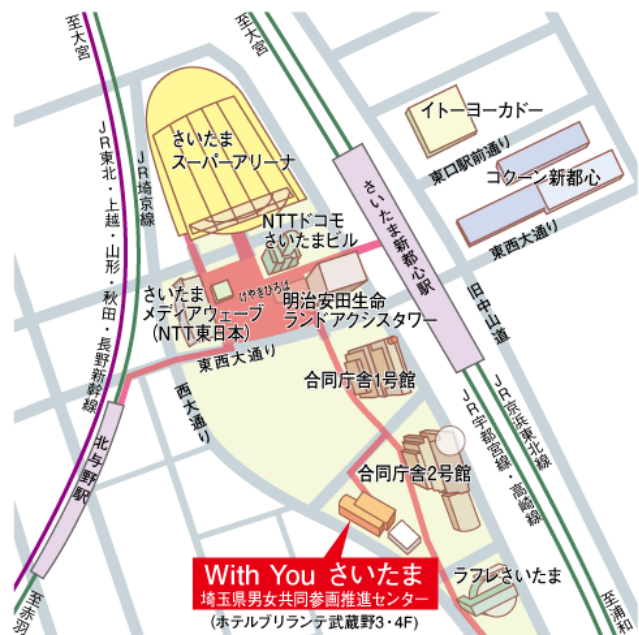 至大宮
至大宮
JR東北・上越・山形・秋田・長野新幹線
JR埼京線
さいたま
スーパーアリーナ
イトーヨーカドー
東口駅前通り
コクーン新都心
東西大通り
さいたま新都心駅
NTTドコモ
さいたまビル
けやきひろば
さいたま
メディアウェーブ
(NTT東日本)
明治安田生命
ランドアクシスタワー
旧中山道
東西大通り
西大通り
合同庁舎1号館
北与野駅
JR京浜東北線
JR宇都宮線・高崎線
合同庁舎2号館
With You さいたま
埼玉県男女共同参画推進センター
(ホテルブリランテ武蔵野3・4F)
ラフレさいたま
至赤羽
至浦和